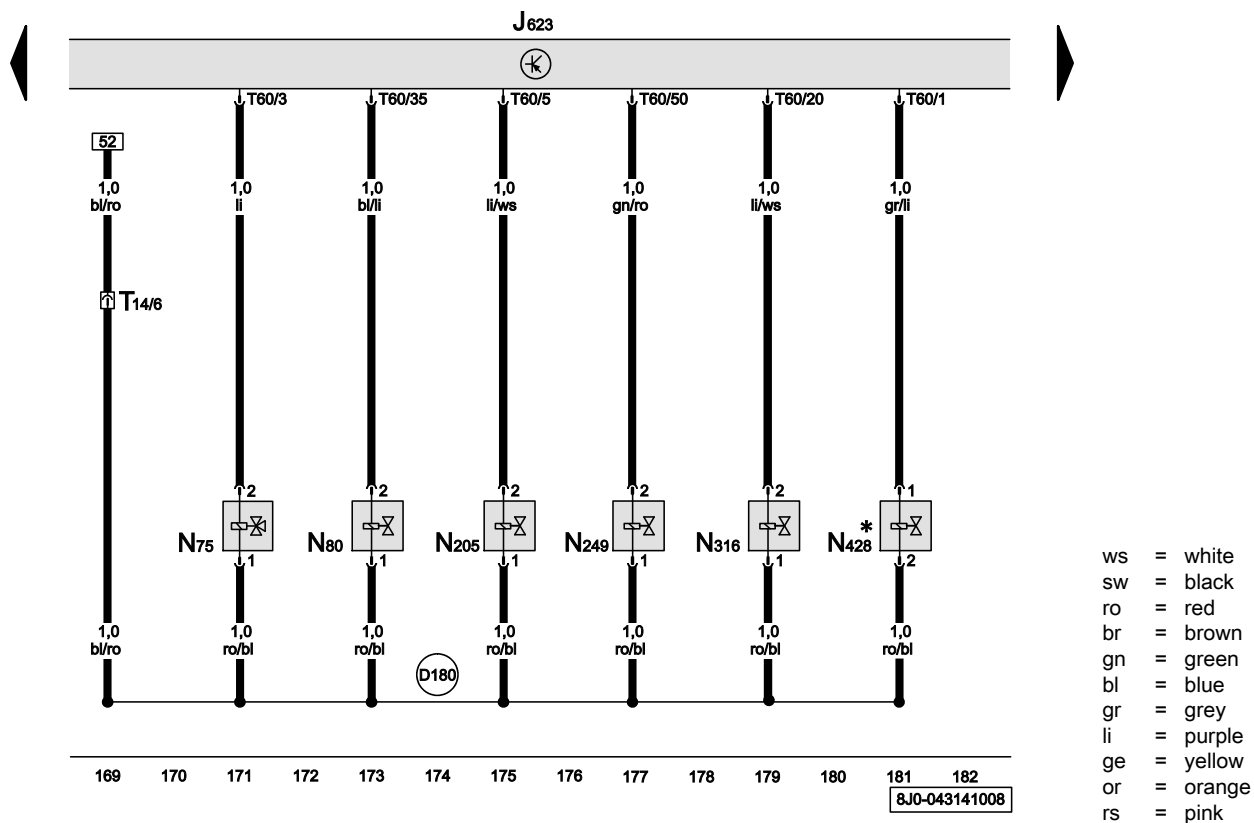 J623
T60/3 T60/35 T60/5 T60/50 T60/20 T60/1
52
1,0 1,0 1,0 1,0 1,0 1,0 1,0
bl/ro li bl/li li/ws gn/ro li/ws gr/li
T14/6
2 2 2 2 2 1
N75 N80 N205 N249 N316 * N428
1 1 1 1 1 2
1,0 1,0 1,0 1,0 1,0 1,0 1,0
bl/ro ro/bl ro/bl ro/bl ro/bl ro/bl ro/bl
D180
169 170 171 172 173 174 175 176 177 178 179 180 181 182
8J0-043141008
ws = white
sw = black
ro = red
br = brown
gn = green
bl = blue
gr = grey
li = purple
ge = yellow
or = orange
rs = pink